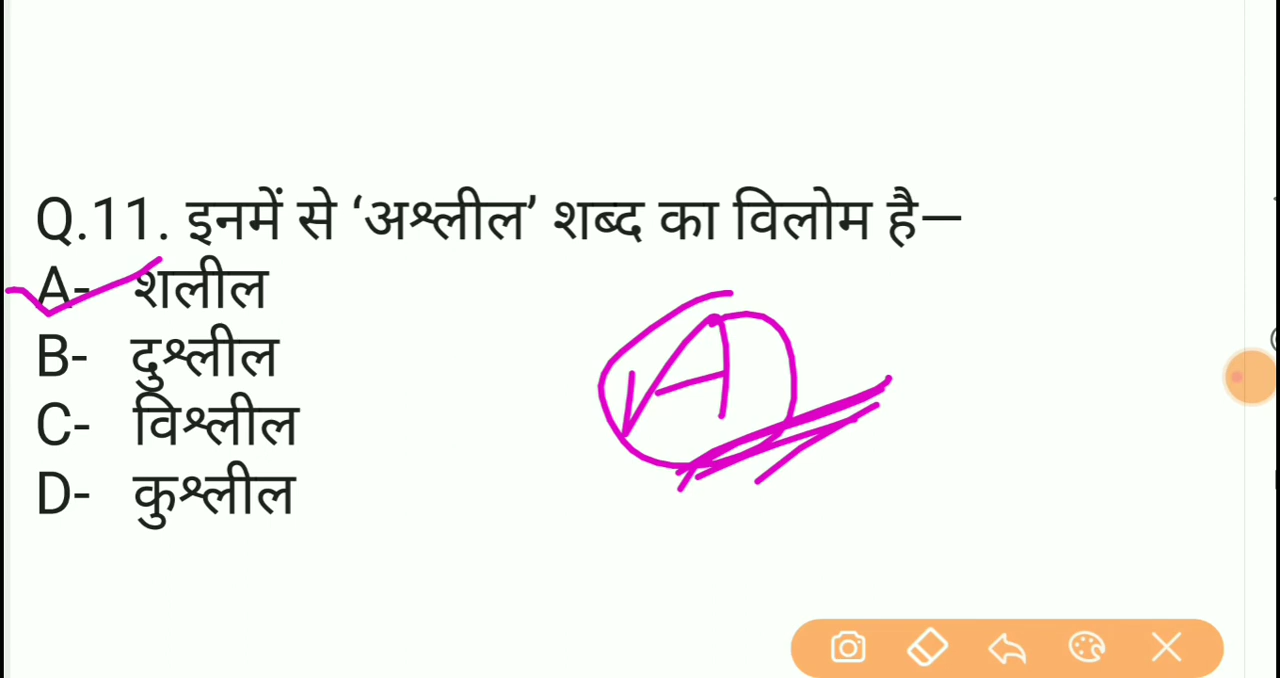 Q.11. इनमें से ‘अश्लील’ शब्द का विलोम है—
A- शलील
B- दुश्लील
C- विश्लील
D- कुश्लील
A